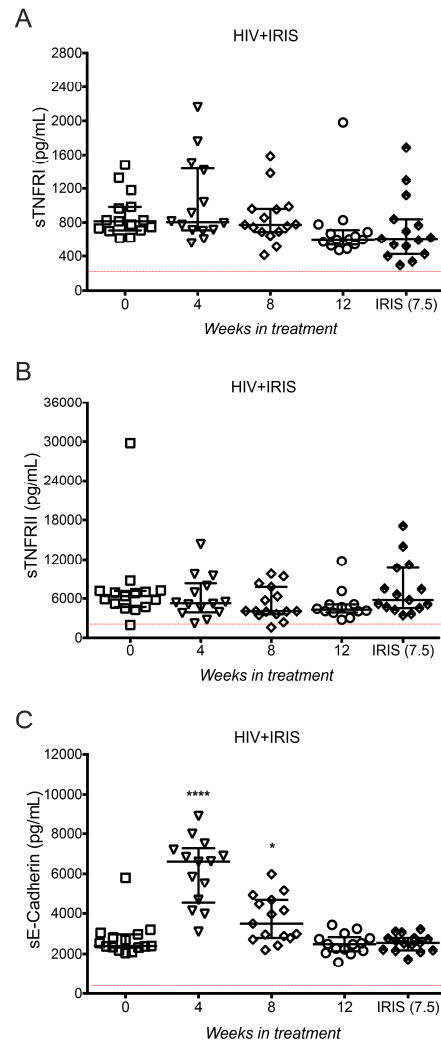 A
HIV+IRIS
sTNFRI (pg/mL)
2800
2400
2000
1600
1200
800
400
0
0 4 8 12 IRIS (7.5)
Weeks in treatment
B
HIV+IRIS
sTNFRII (pg/mL)
36000
30000
24000
18000
12000
6000
0
0 4 8 12 IRIS (7.5)
Weeks in treatment
C
HIV+IRIS
sE-Cadherin (pg/mL)
12000
10000
8000
6000
4000
2000
0
****
*
0 4 8 12 IRIS (7.5)
Weeks in treatment